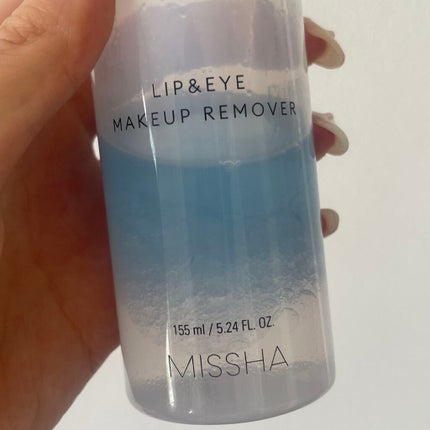 LIP&EYE
MAKEUP REMOVER
155 ml / 5.24 FL. OZ.
MISSHA